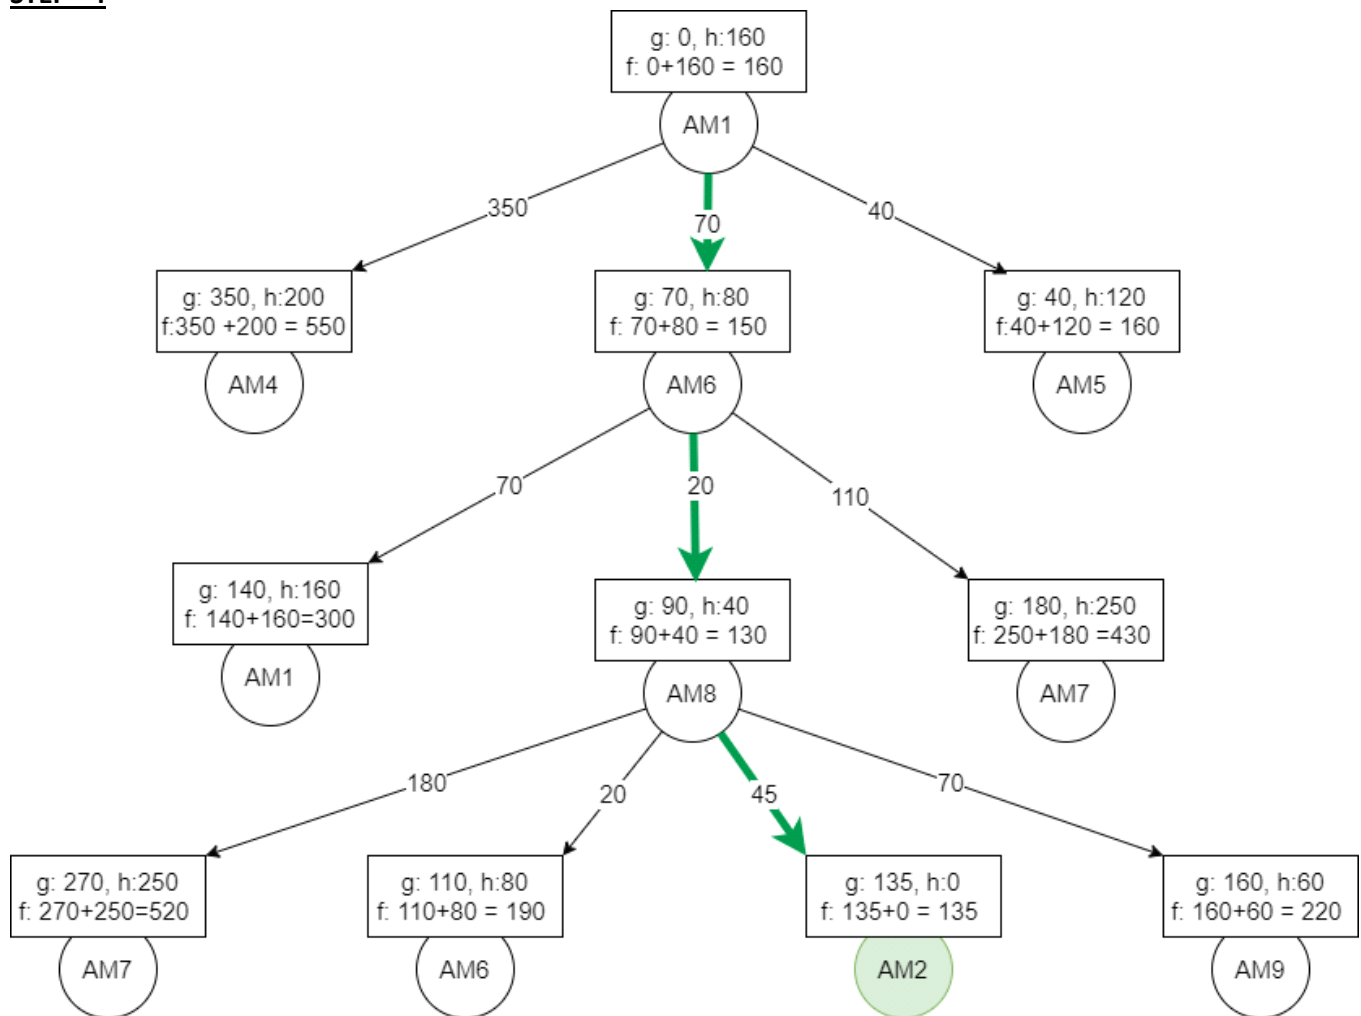 g: 0, h:160
f: 0+160 = 160
AM1
350
70
40
g: 350, h:200
f:350 +200 = 550
AM4
g: 70, h:80
f: 70+80 = 150
AM6
g: 40, h:120
f:40+120 = 160
AM5
70
20
110
g: 140, h:160
f: 140+160=300
AM1
g: 90, h:40
f: 90+40 = 130
AM8
g: 180, h:250
f: 250+180 =430
AM7
180
20
45
70
g: 270, h:250
f: 270+250=520
AM7
g: 110, h:80
f: 110+80 = 190
AM6
g: 135, h:0
f: 135+0 = 135
AM2
g: 160, h:60
f: 160+60 = 220
AM9